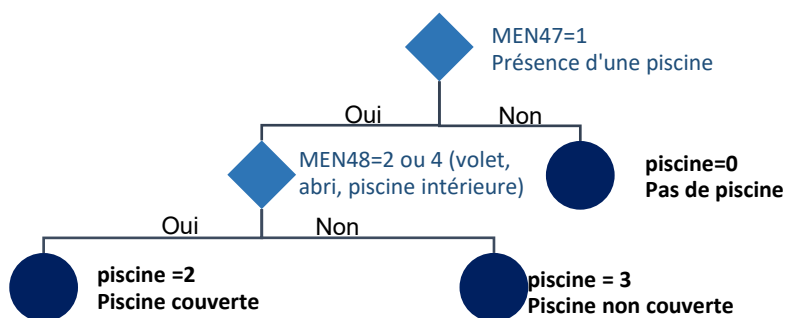 MEN47=1
Présence d'une piscine
Oui
Non
MEN48=2 ou 4 (volet,
abri, piscine intérieure)
piscine=0
Pas de piscine
Oui
Non
piscine =2
Piscine couverte
piscine = 3
Piscine non couverte